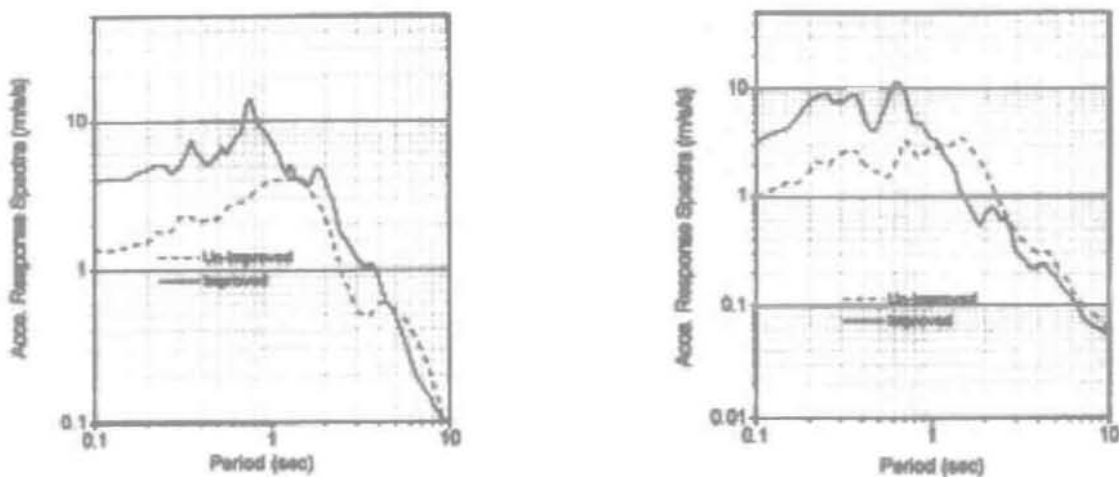 Acce. Response Spectra (m/s/s)
10
1
0.1
Un-Improved
Improved
0.1
1
10
Period (sec)
Acce. Response Spectra (m/s/s)
10
1
0.1
0.01
Un-Improved
Improved
0.1
1
10
Period (sec)